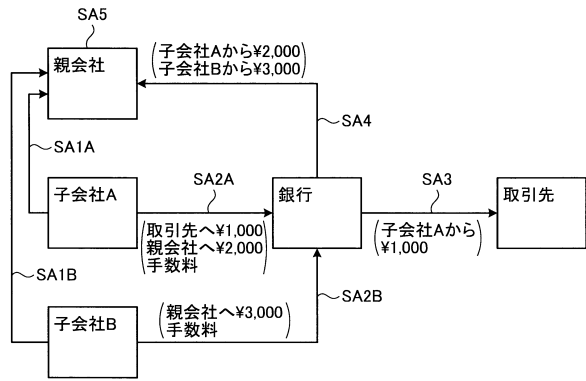 SA5
親会社
子会社Aから¥2,000
子会社Bから¥3,000
SA4
SA1A
子会社A
SA2A
銀行
SA3
取引先
取引先へ¥1,000
親会社へ¥2,000
手数料
子会社Aから
¥1,000
SA1B
SA2B
子会社B
親会社へ¥3,000
手数料